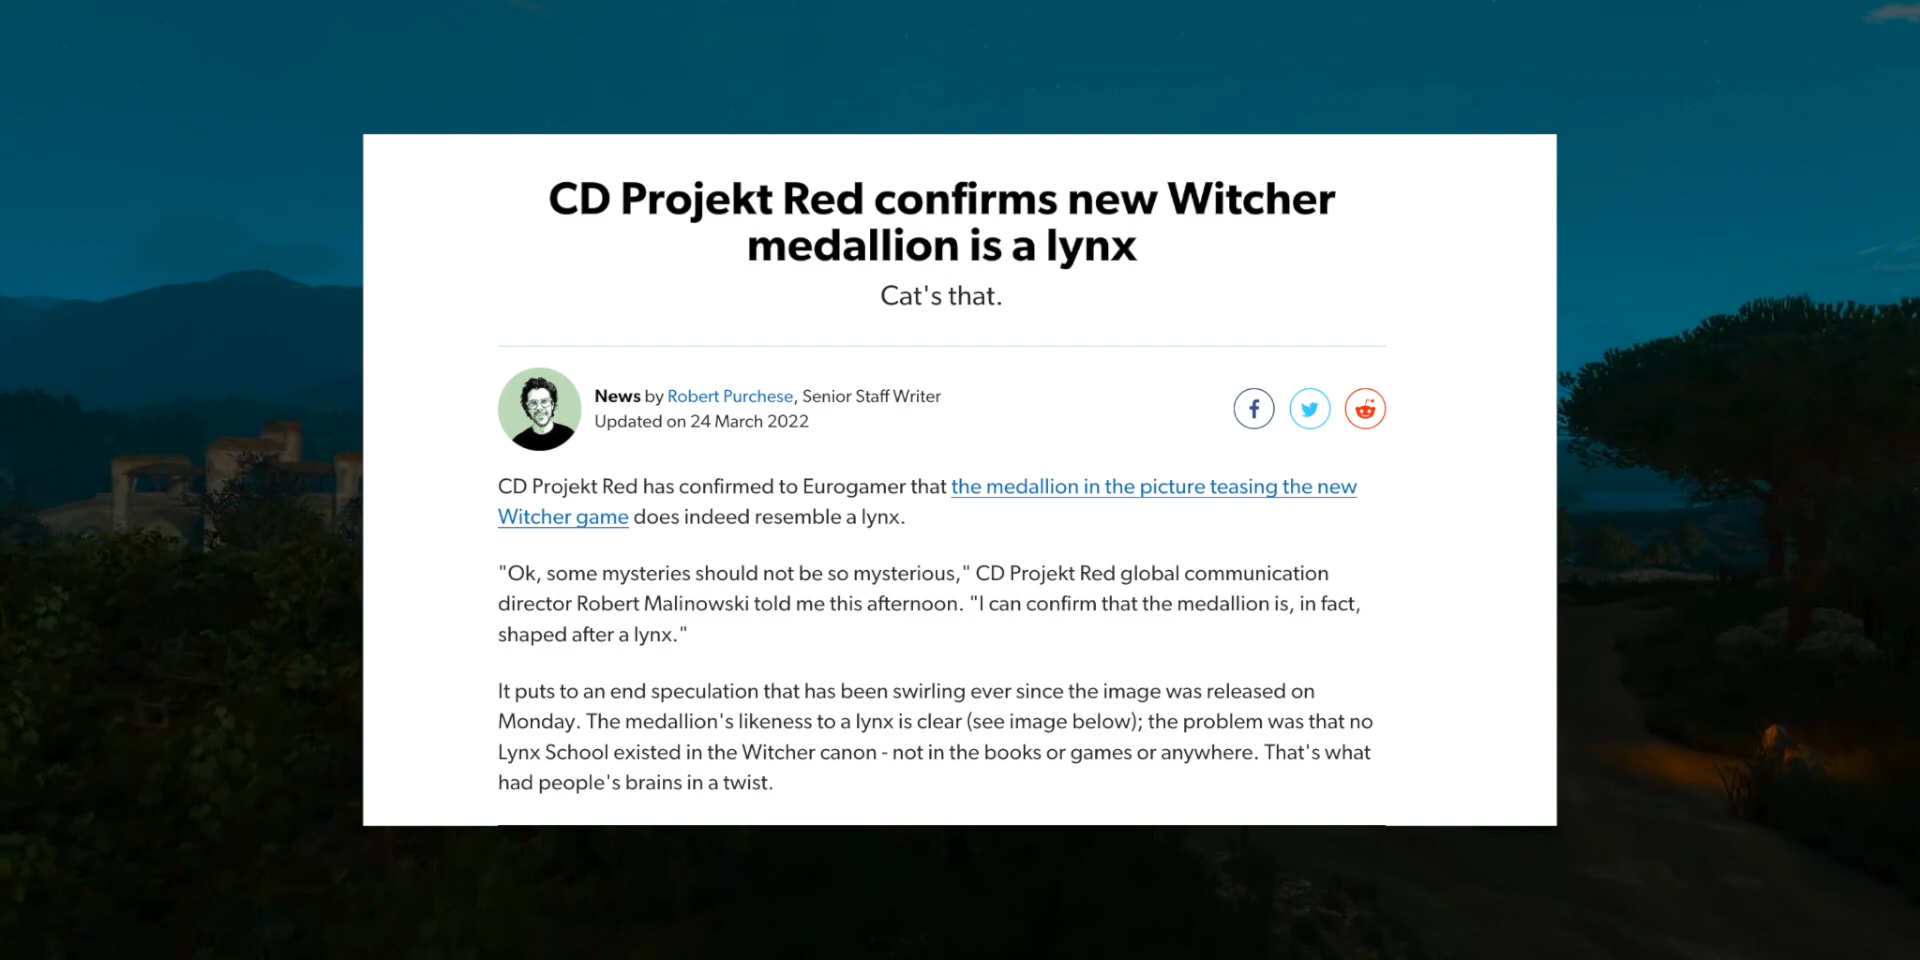 CD Projekt Red confirms new Witcher
medallion is a lynx
Cat's that.
News by Robert Purchese, Senior Staff Writer
Updated on 24 March 2022
CD Projekt Red has confirmed to Eurogamer that the medallion in the picture teasing the new
Witcher game does indeed resemble a lynx.
"Ok, some mysteries should not be so mysterious," CD Projekt Red global communication
director Robert Malinowski told me this afternoon. "I can confirm that the medallion is, in fact,
shaped after a lynx."
It puts to an end speculation that has been swirling ever since the image was released on
Monday. The medallion's likeness to a lynx is clear (see image below); the problem was that no
Lynx School existed in the Witcher canon - not in the books or games or anywhere. That's what
had people's brains in a twist.